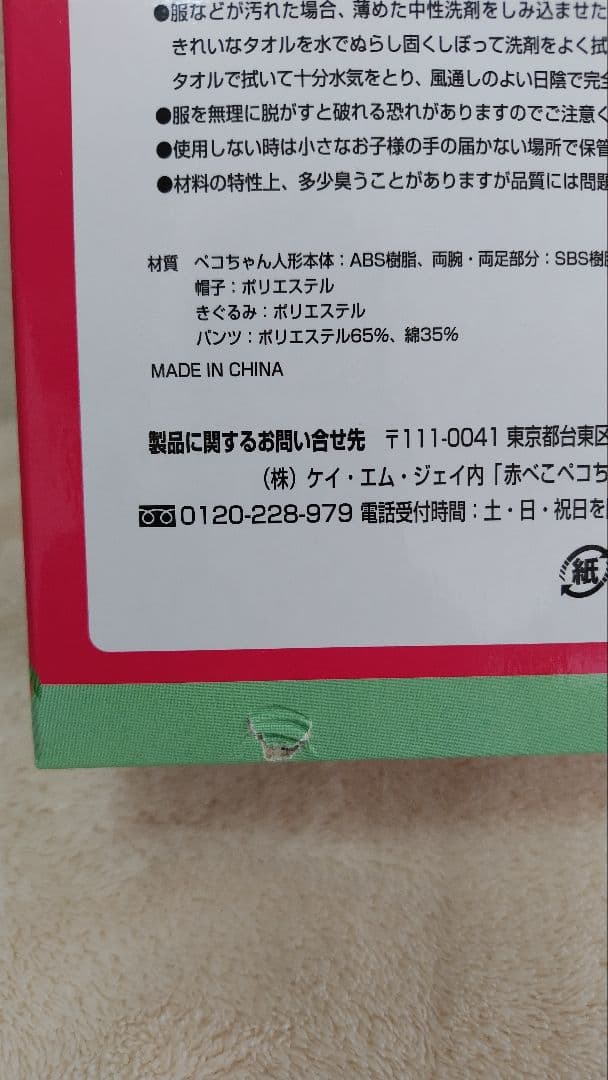 ●服などが汚れた場合、薄めた中性洗剤をしみ込ませた
きれいなタオルを水でぬらし固くしぼって洗剤をよく拭
タオルで拭いて十分水気をとり、風通しのよい日陰で完
●服を無理に脱がすと破れる恐れがありますのでご注意く
●使用しない時は小さなお子様の手の届かない場所で保管
●材料の特性上、多少臭うことがありますが品質には問題
材質 ペコちゃん人形本体：ABS樹脂、両腕・両足部分：SBS樹
帽子：ポリエステル
きぐるみ：ポリエステル
パンツ：ポリエステル65%、綿35%
MADE IN CHINA
製品に関するお問い合せ先 〒111-0041 東京都台東区
（株）ケイ・エム・ジェイ内「赤べこペコち
0120-228-979 電話受付時間：土・日・祝日を
紙